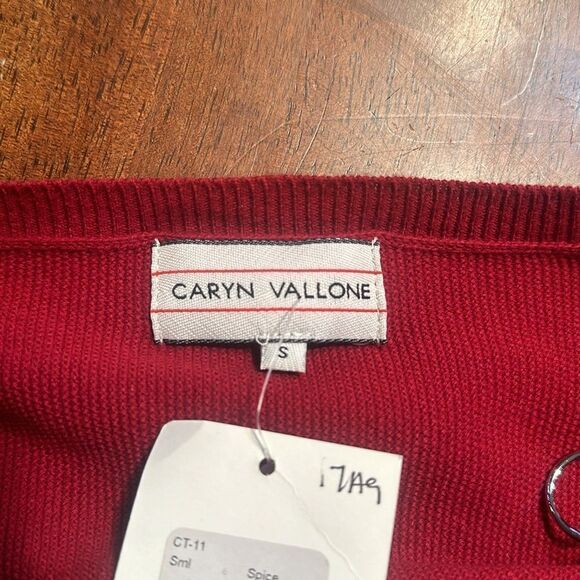 CARYN VALLONE
S
17A9
CT-11
Sml Spice